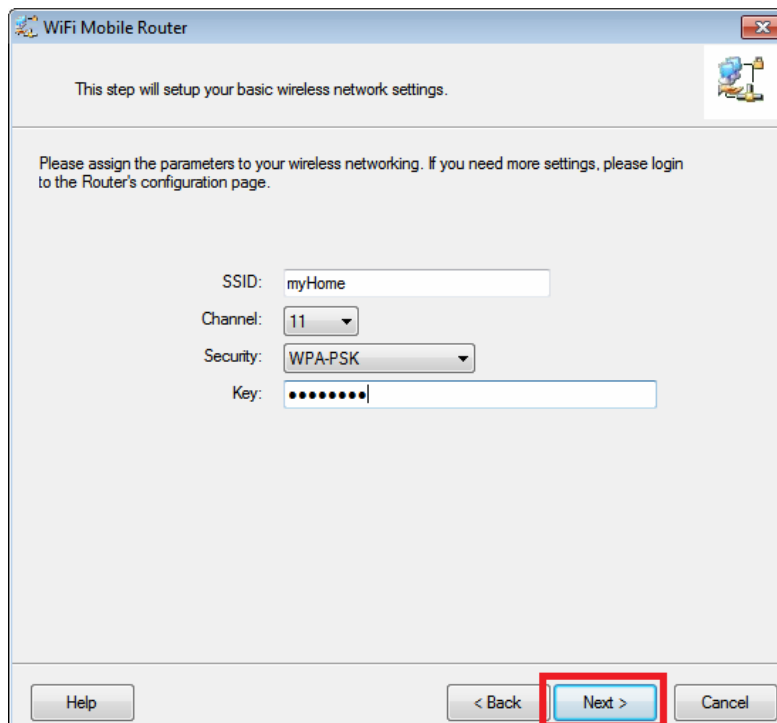 WiFi Mobile Router
This step will setup your basic wireless network settings.
Please assign the parameters to your wireless networking. If you need more settings, please login
to the Router's configuration page.
SSID: myHome
Channel: 11
Security: WPA-PSK
Key: ●●●●●●●●
Help < Back Next > Cancel